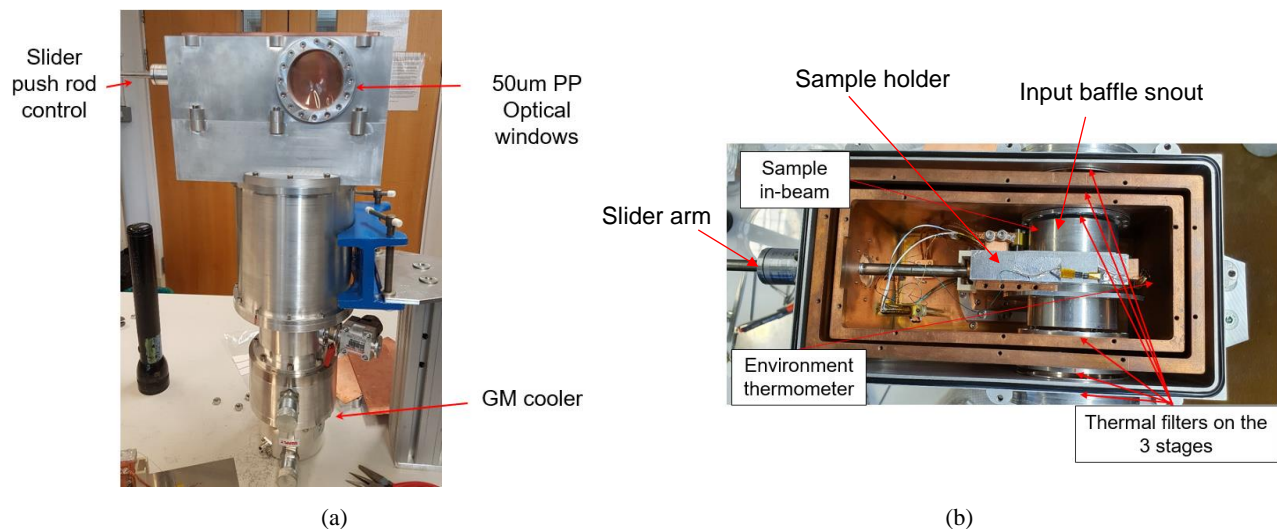 Slider
push rod
control
50um PP
Optical
windows
GM cooler
(a)
Sample holder
Input baffle snout
Sample
in-beam
Slider arm
Environment
thermometer
Thermal filters on the
3 stages
(b)